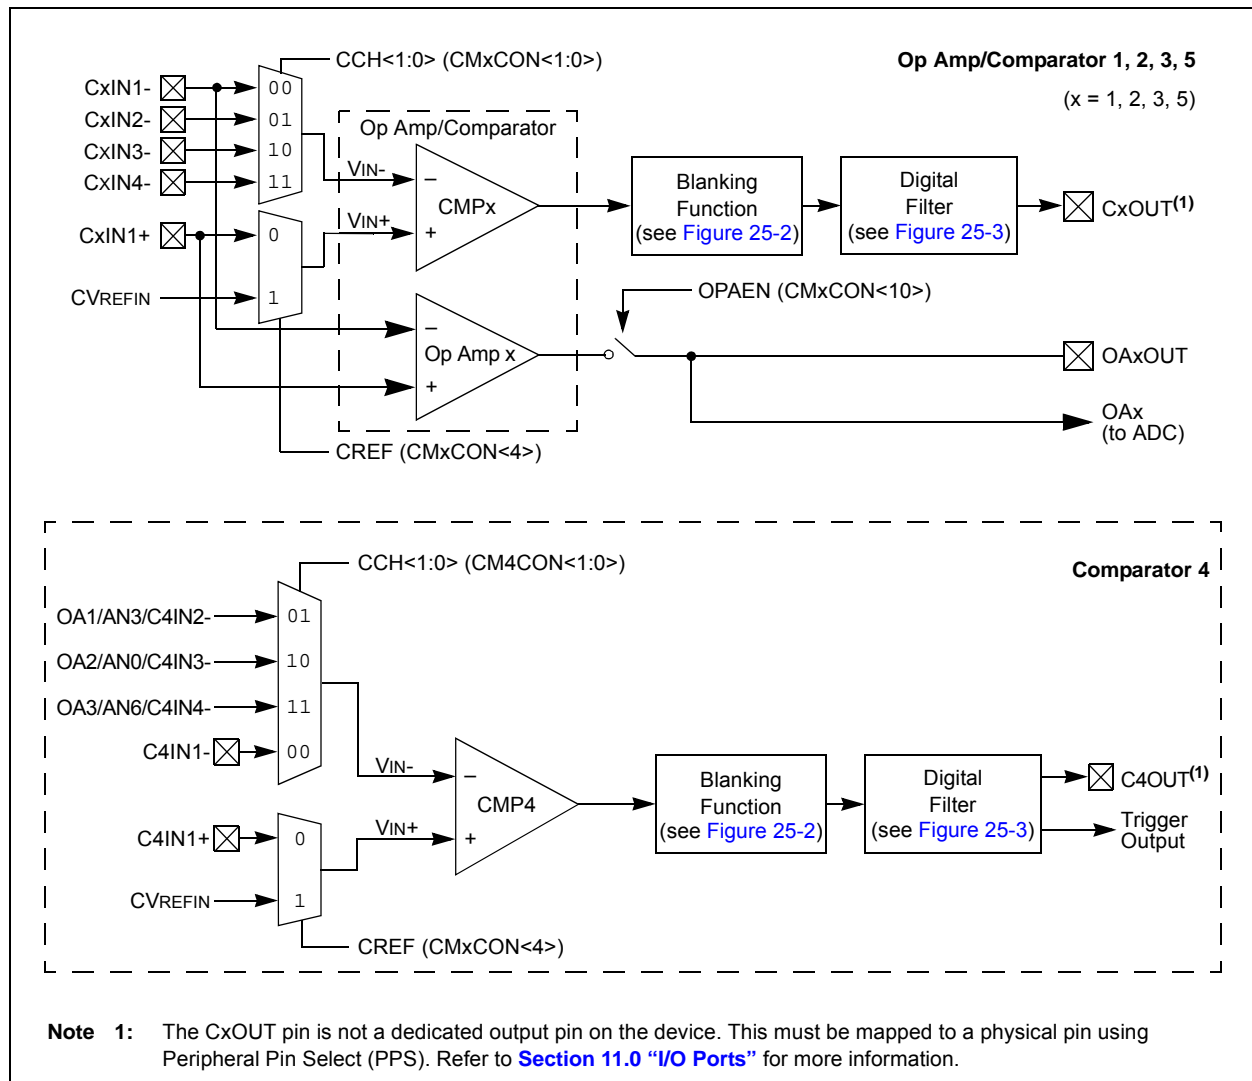 CCH<1:0> (CMxCON<1:0>)
Op Amp/Comparator 1, 2, 3, 5
(x = 1, 2, 3, 5)
CxIN1-
00
CxIN2-
01
CxIN3-
10
CxIN4-
11
Op Amp/Comparator
VIN-
–
CMPx
VIN+
+
Blanking
Function
(see Figure 25-2)
Digital
Filter
(see Figure 25-3)
CxOUT(1)
CxIN1+
0
CVREFIN
1
OPAEN (CMxCON<10>)
–
Op Amp x
+
OAxOUT
OAx
(to ADC)
CREF (CMxCON<4>)
CCH<1:0> (CM4CON<1:0>)
Comparator 4
OA1/AN3/C4IN2-
01
OA2/AN0/C4IN3-
10
OA3/AN6/C4IN4-
11
C4IN1-
00
VIN-
–
CMP4
VIN+
+
Blanking
Function
(see Figure 25-2)
Digital
Filter
(see Figure 25-3)
C4OUT(1)
Trigger
Output
C4IN1+
0
CVREFIN
1
CREF (CMxCON<4>)
Note 1: The CxOUT pin is not a dedicated output pin on the device. This must be mapped to a physical pin using
Peripheral Pin Select (PPS). Refer to Section 11.0 “I/O Ports” for more information.